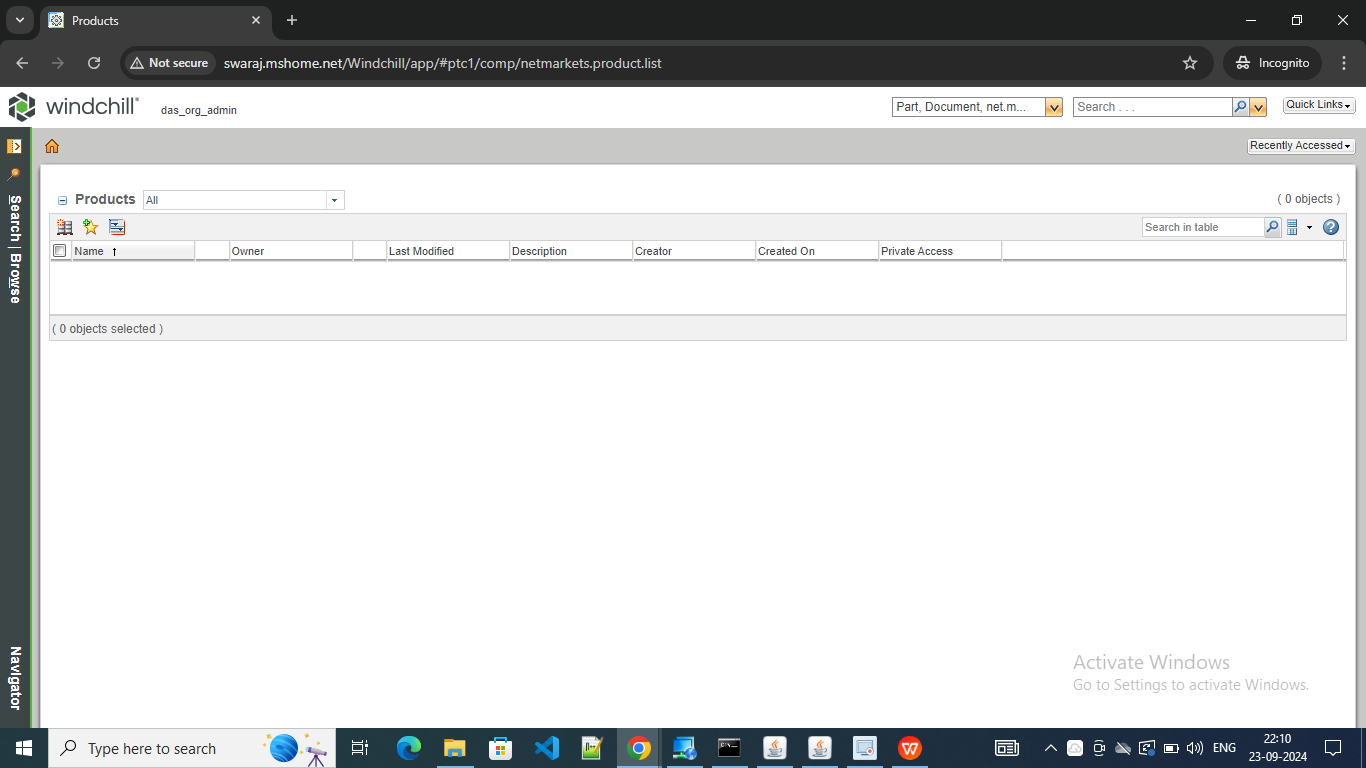 Products
Not secure
swaraj.mshome.net/Windchill/app/#ptc1/comp/netmarkets.product.list
Incognito
windchill®
das_org_admin
Part, Document, net.m...
Search . . .
Quick Links
Recently Accessed
Search | Browse
Navigator
Products
All
( 0 objects )
Search in table
Name ↑
Owner
Last Modified
Description
Creator
Created On
Private Access
( 0 objects selected )
Activate Windows
Go to Settings to activate Windows.
Type here to search
ENG
22:10
23-09-2024